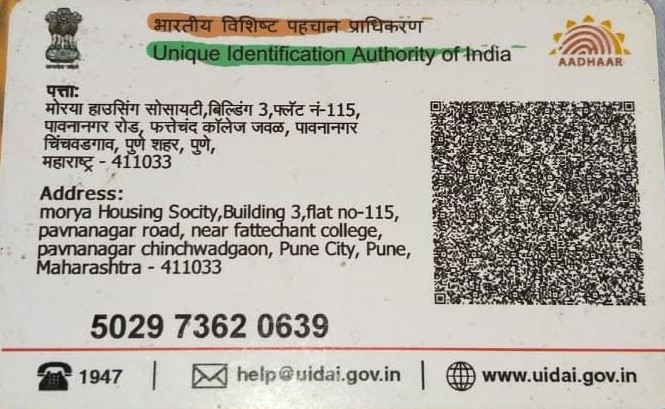 भारतीय विशिष्ट पहचान प्राधिकरण
Unique Identification Authority of India
AADHAAR
पत्ता:
मोरया हाउसिंग सोसायटी,बिल्डिंग 3,फ्लॅट नं-115,
पावनानगर रोड, फत्तेचंद कॉलेज जवळ, पावनानगर
चिंचवडगाव, पुणे शहर, पुणे,
महाराष्ट्र - 411033
Address:
morya Housing Socity,Building 3,flat no-115,
pavnanagar road, near fattechant college,
pavnanagar chinchwadgaon, Pune City, Pune,
Maharashtra - 411033
5029 7362 0639
1947
help@uidai.gov.in
www.uidai.gov.in